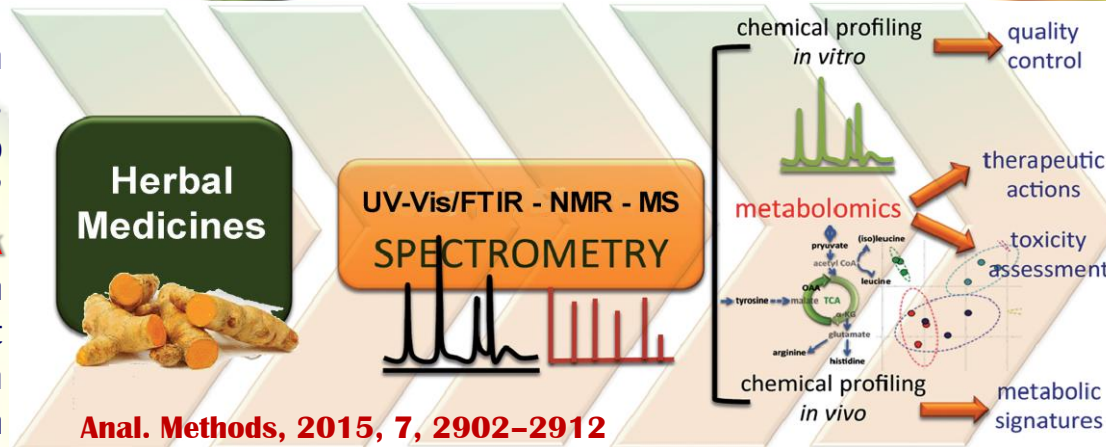 Herbal
Medicines
UV-Vis/FTIR - NMR - MS
SPECTROMETRY
chemical profiling
in vitro
quality
control
metabolomics
therapeutic
actions
toxicity
assessment
pryuvate
(iso)leucine
acetyl CoA
leucine
OAA
tyrosine
malate
TCA
α-KG
glutamate
arginine
histidine
chemical profiling
in vivo
metabolic
signatures
Anal. Methods, 2015, 7, 2902–2912